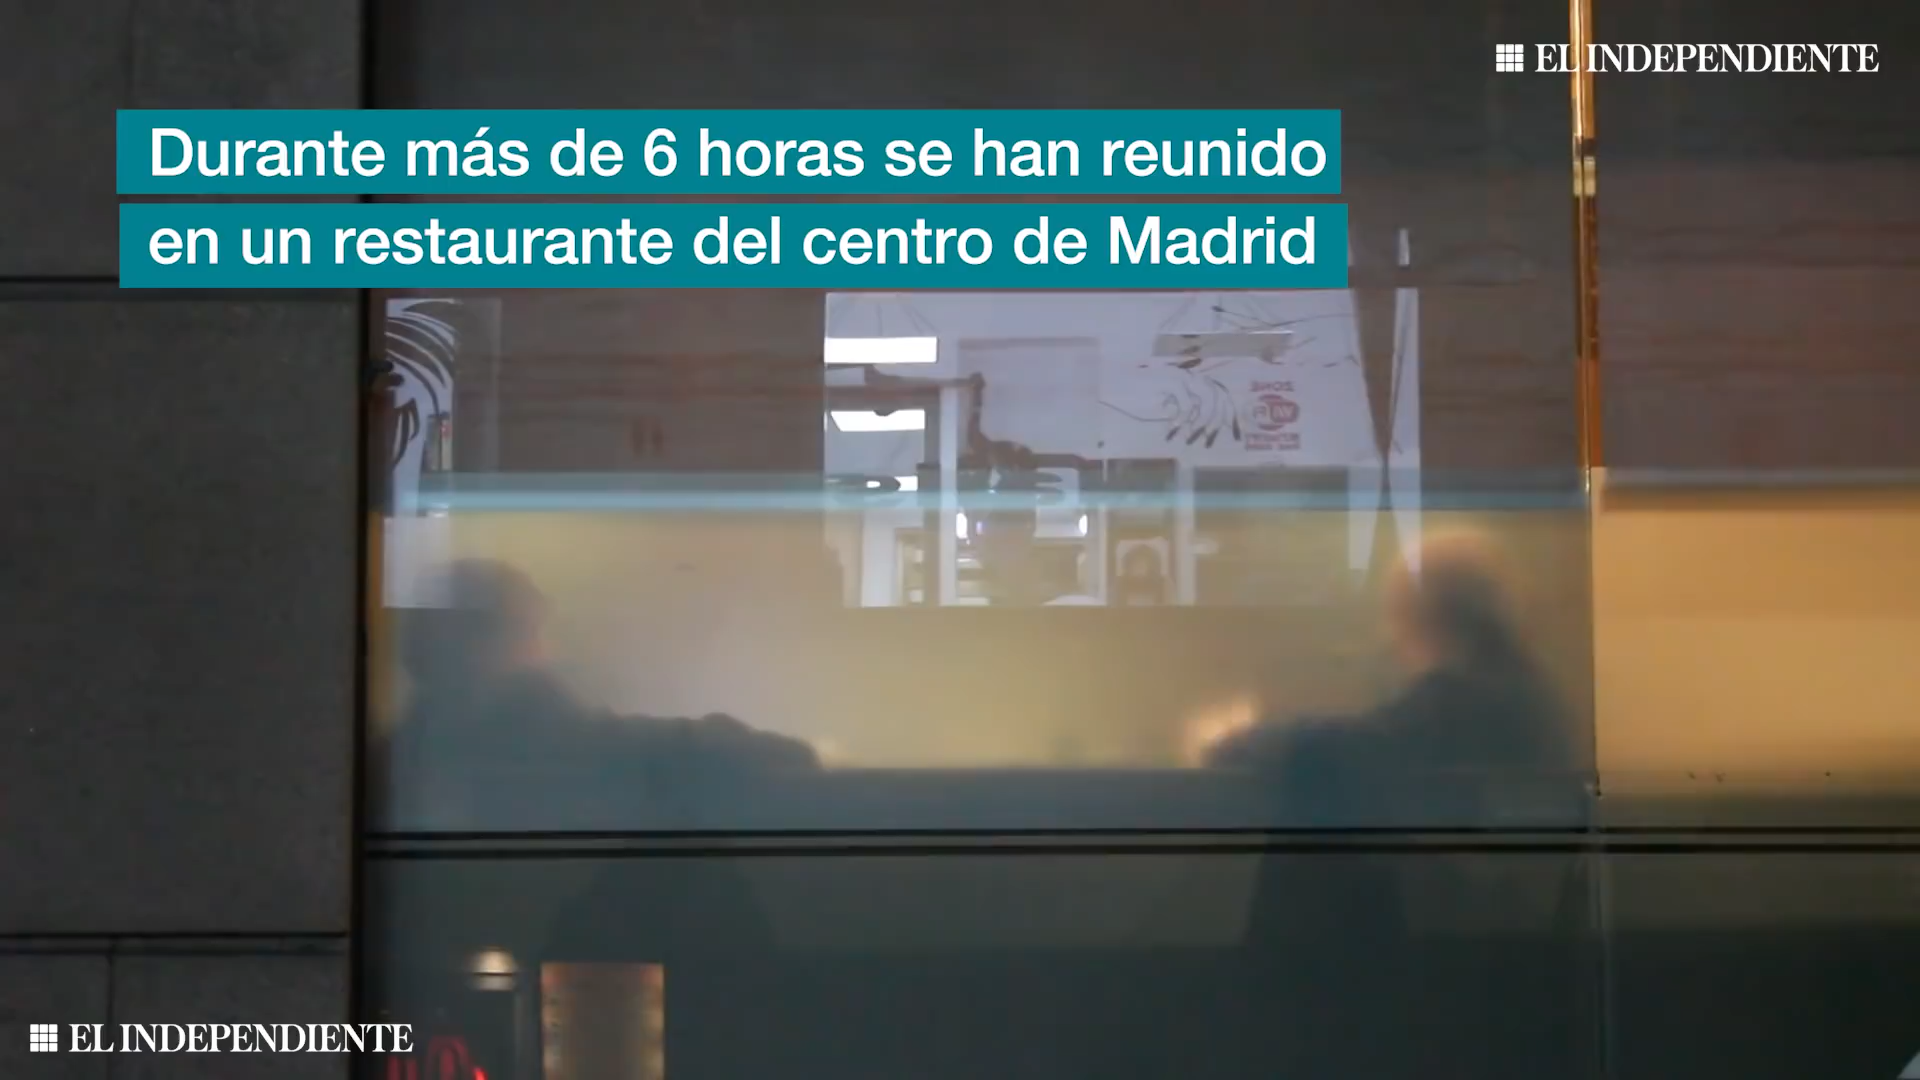 EL INDEPENDIENTE
Durante más de 6 horas se han reunido
en un restaurante del centro de Madrid
EL INDEPENDIENTE